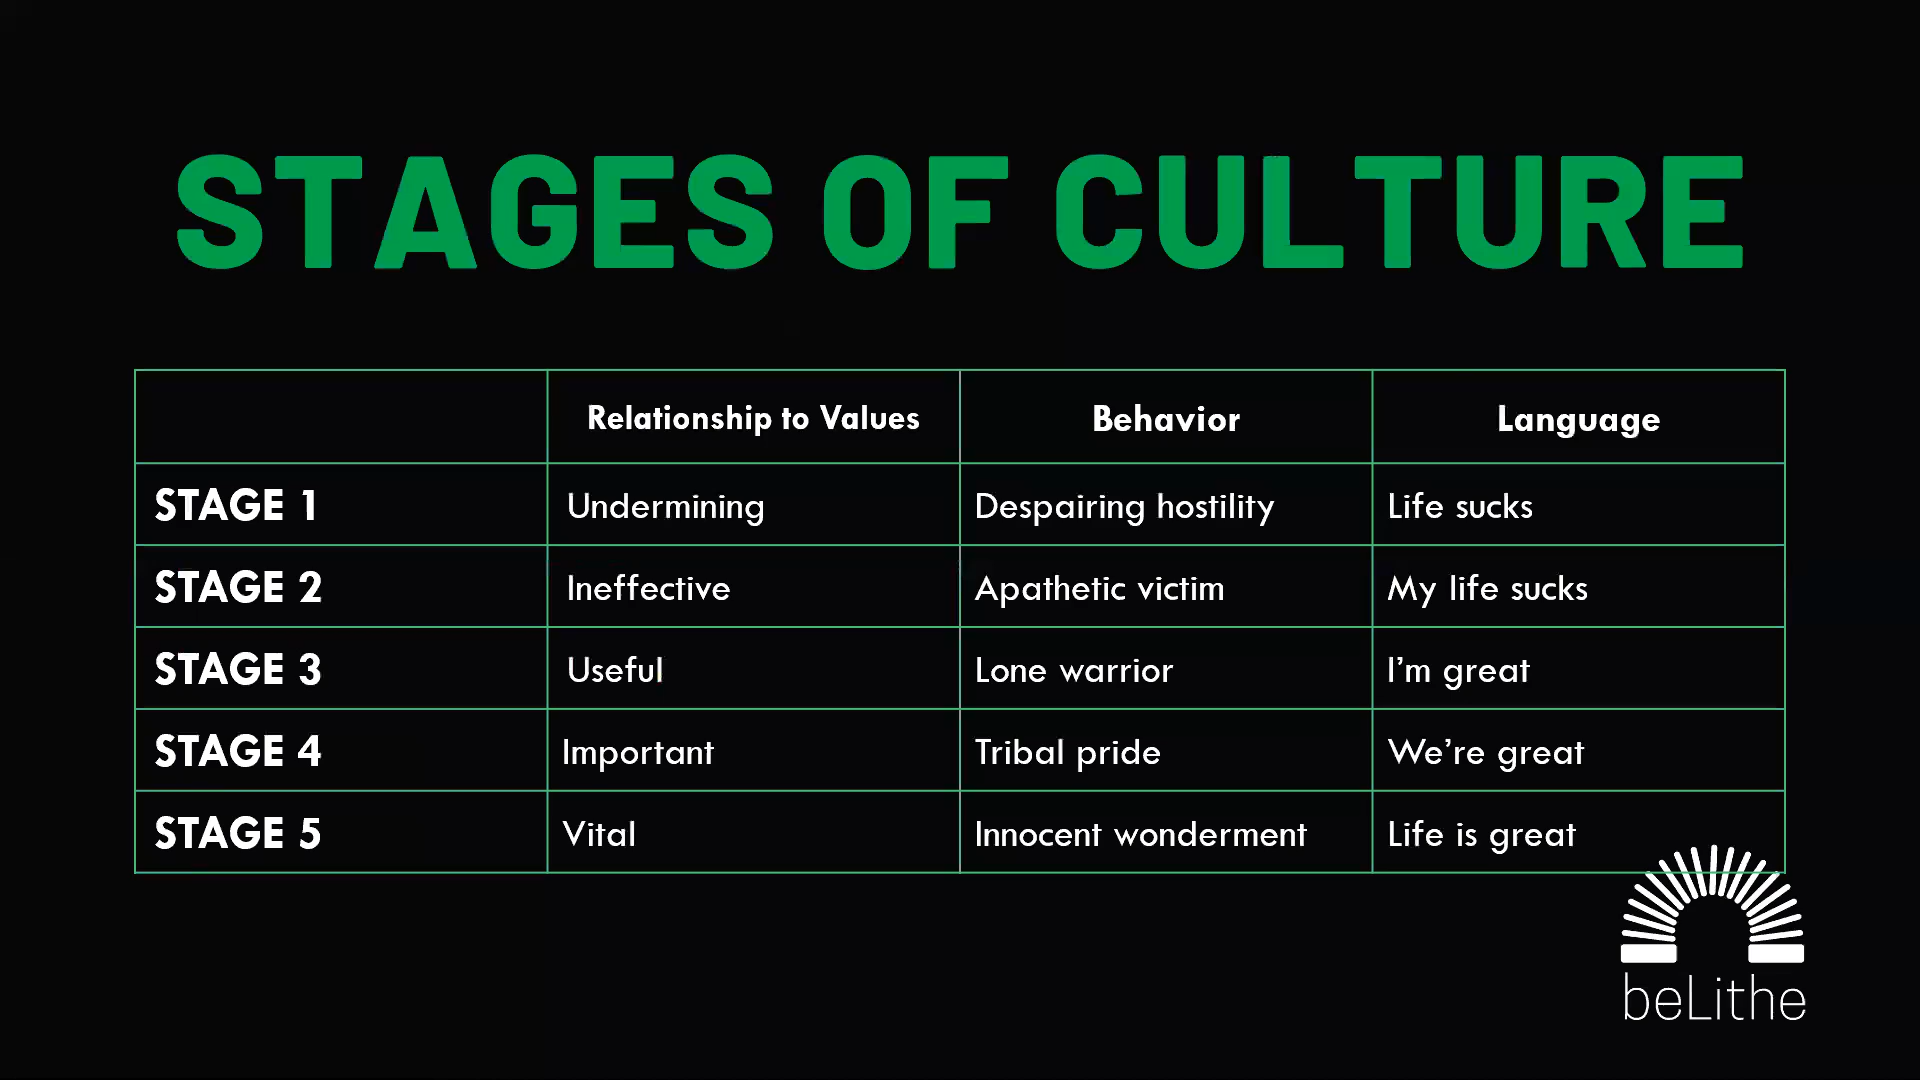 STAGES OF CULTURE
Relationship to Values Behavior Language
STAGE 1 Undermining Despairing hostility Life sucks
STAGE 2 Ineffective Apathetic victim My life sucks
STAGE 3 Useful Lone warrior I’m great
STAGE 4 Important Tribal pride We’re great
STAGE 5 Vital Innocent wonderment Life is great
beLithe